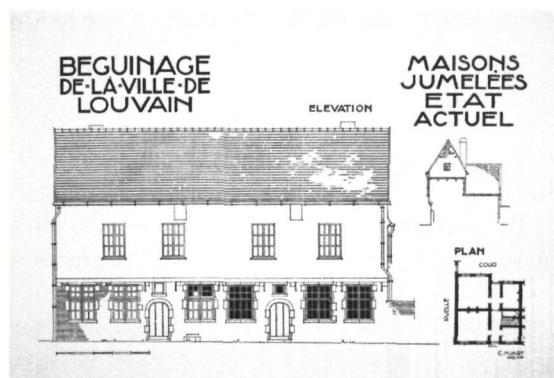 BEGUINAGE
DE·LA·VILLE·DE
LOUVAIN
ELEVATION
MAISONS
JUMELÉES
ETAT
ACTUEL
PLAN
COUR
RUELLE